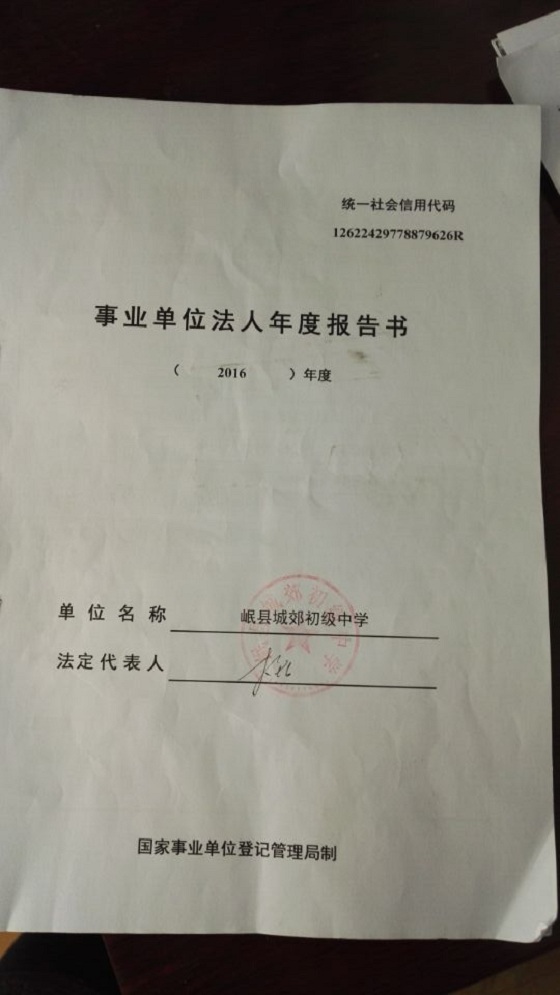 统一社会信用代码
12622429778879626R
事业单位法人年度报告书
（ 2016 ）年度
单位名称 岷县城郊初级中学
法定代表人
国家事业单位登记管理局制